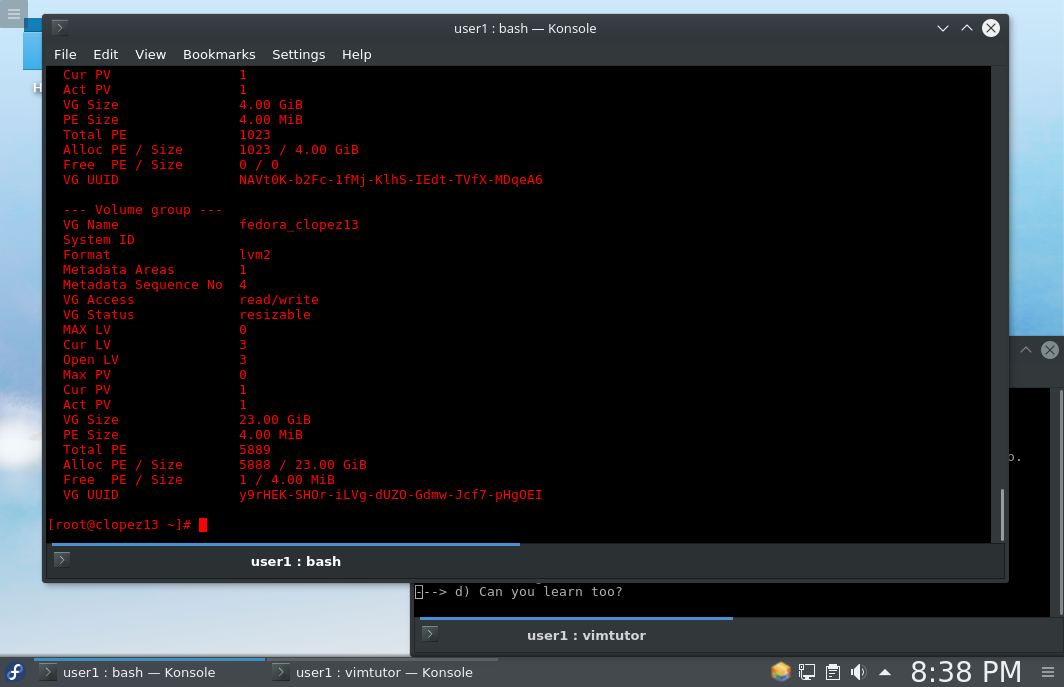 user1 : bash — Konsole
File Edit View Bookmarks Settings Help
Cur PV 1
Act PV 1
VG Size 4.00 GiB
PE Size 4.00 MiB
Total PE 1023
Alloc PE / Size 1023 / 4.00 GiB
Free PE / Size 0 / 0
VG UUID NAVt0K-b2Fc-1fMj-KlhS-IEdt-TVfX-MDqeA6
--- Volume group ---
VG Name fedora_clopez13
System ID
Format lvm2
Metadata Areas 1
Metadata Sequence No 4
VG Access read/write
VG Status resizable
MAX LV 0
Cur LV 3
Open LV 3
Max PV 0
Cur PV 1
Act PV 1
VG Size 23.00 GiB
PE Size 4.00 MiB
Total PE 5889
Alloc PE / Size 5888 / 23.00 GiB
Free PE / Size 1 / 4.00 MiB
VG UUID y9rHEK-SHOr-iLVg-dUZO-Gdmw-Jcf7-pHgOEI
[root@clopez13 ~]#
user1 : bash
---> d) Can you learn too?
user1 : vimtutor
user1 : bash — Konsole
user1 : vimtutor — Konsole
8:38 PM